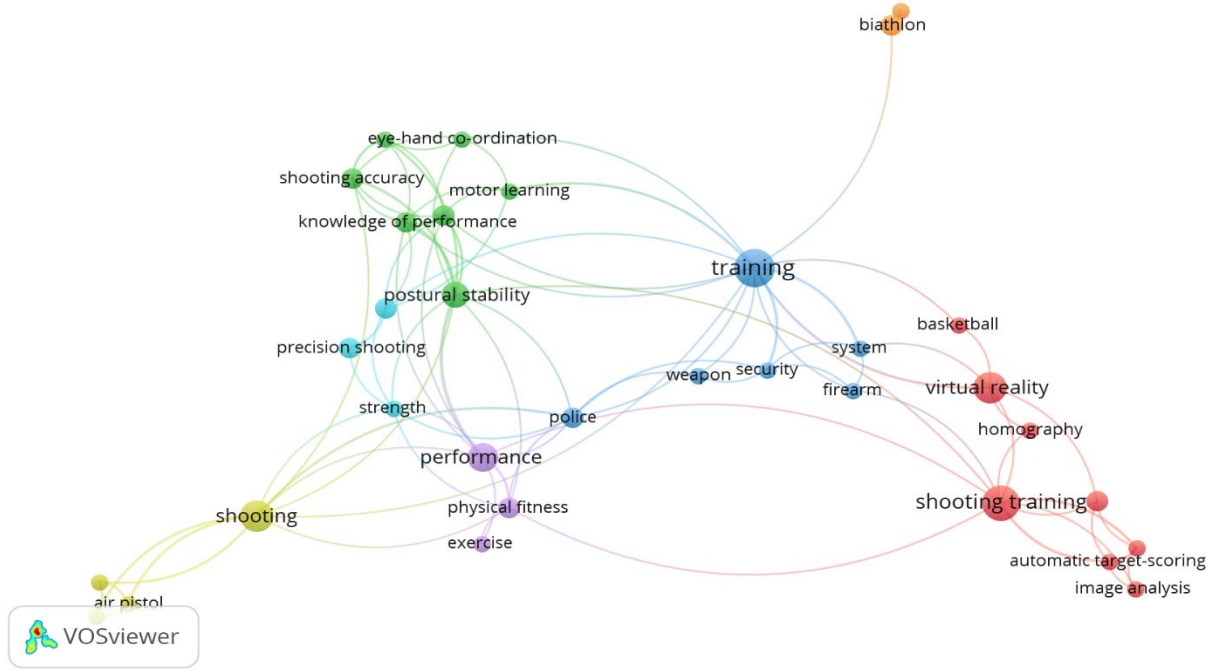 biathlon
eye-hand co-ordination
shooting accuracy
motor learning
knowledge of performance
training
postural stability
basketball
precision shooting
system
weapon
security
virtual reality
firearm
strength
police
homography
performance
shooting training
physical fitness
shooting
exercise
automatic target-scoring
image analysis
air pistol
VOSviewer